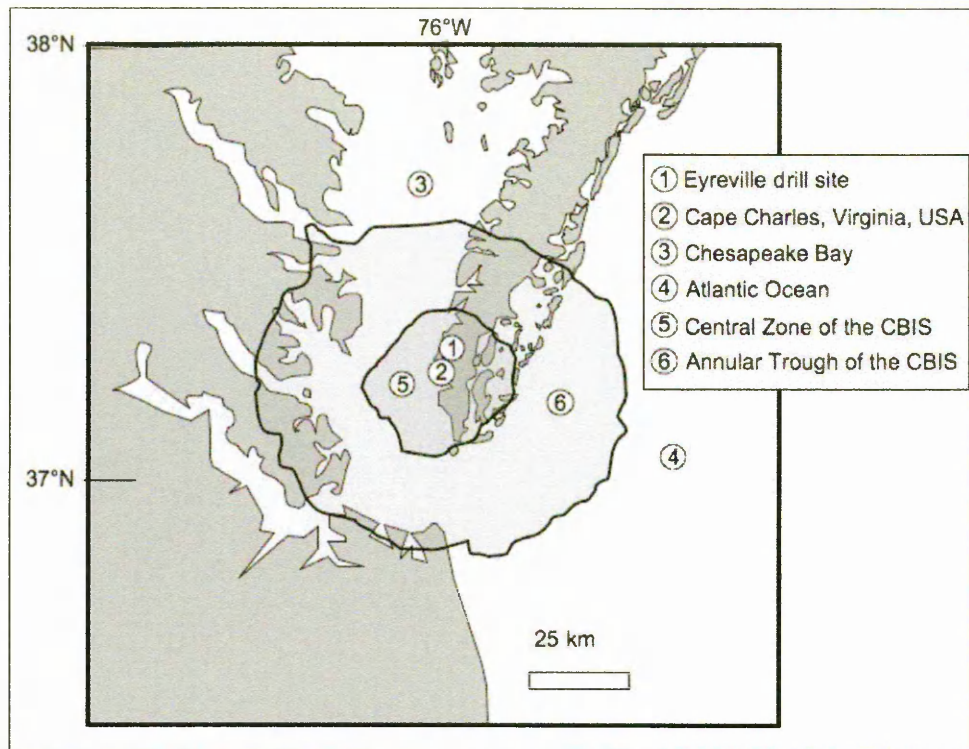 76°W
38°N
① Eyreville drill site
② Cape Charles, Virginia, USA
③ Chesapeake Bay
④ Atlantic Ocean
⑤ Central Zone of the CBIS
⑥ Annular Trough of the CBIS
③
①
②
⑤
⑥
④
37°N
25 km